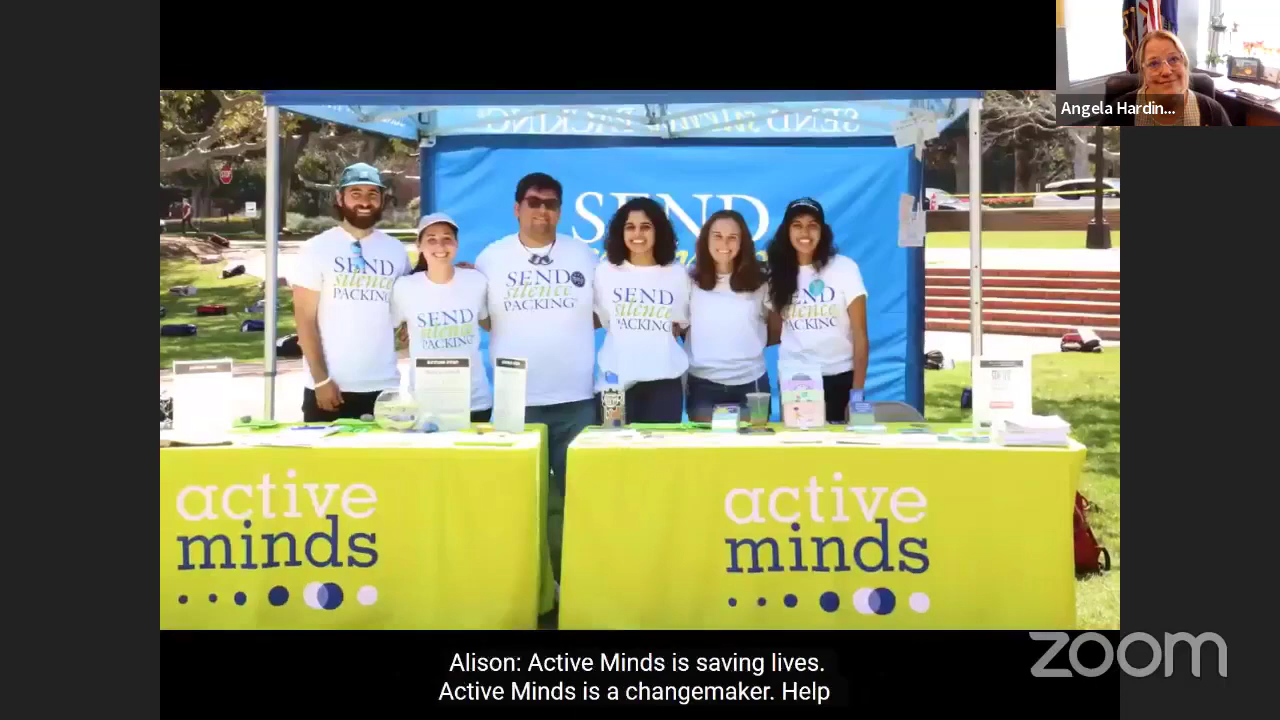 Angela Hardin...
SEND silence PACKING
SEND
SEND
silence
PACKING
SEND
silence
PACKING
SEND
silence
PACKING®
SEND
silence
PACKING
SEND
silence
PACKING
active
minds
active
minds
zoom
Alison: Active Minds is saving lives.
Active Minds is a changemaker. Help